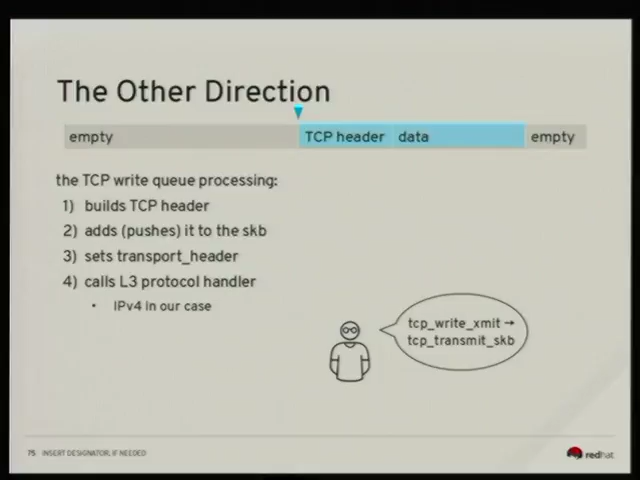 The Other Direction
empty TCP header data empty
the TCP write queue processing:
1) builds TCP header
2) adds (pushes) it to the skb
3) sets transport_header
4) calls L3 protocol handler
• IPv4 in our case
tcp_write_xmit →
tcp_transmit_skb
75 INSERT DESIGNATOR, IF NEEDED
redhat